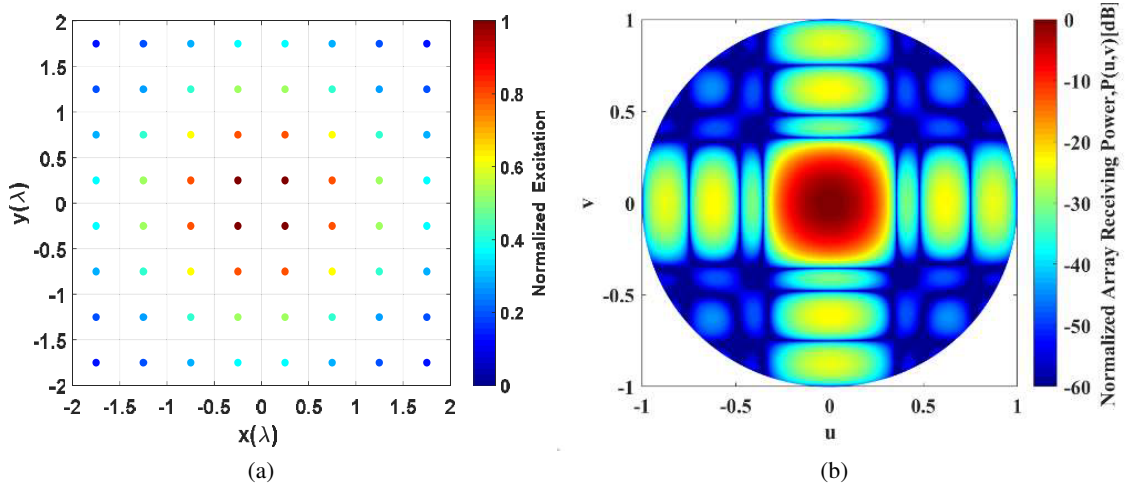 2
1.5
1
0.5
0
-0.5
-1
-1.5
-2
-2 -1.5 -1 -0.5 0 0.5 1 1.5 2
x(λ)
y(λ)
1
0.8
0.6
0.4
0.2
0
Normalized Excitation
(a)
1
0.5
0
-0.5
-1
-1 -0.5 0 0.5 1
u
v
0
-10
-20
-30
-40
-50
-60
Normalized Array Receiving Power,P(u,v)[dB]
(b)